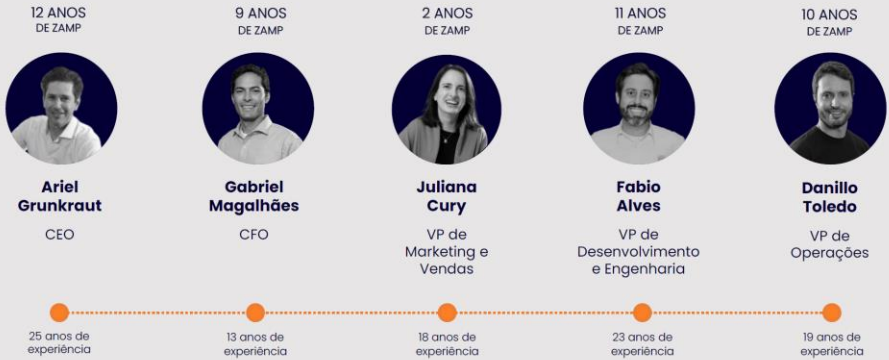 12 ANOS
DE ZAMP
9 ANOS
DE ZAMP
2 ANOS
DE ZAMP
11 ANOS
DE ZAMP
10 ANOS
DE ZAMP
Ariel
Grunkraut
CEO
Gabriel
Magalhães
CFO
Juliana
Cury
VP de
Marketing e
Vendas
Fabio
Alves
VP de
Desenvolvimento
e Engenharia
Danillo
Toledo
VP de
Operações
25 anos de
experiência
13 anos de
experiência
18 anos de
experiência
23 anos de
experiência
19 anos de
experiência